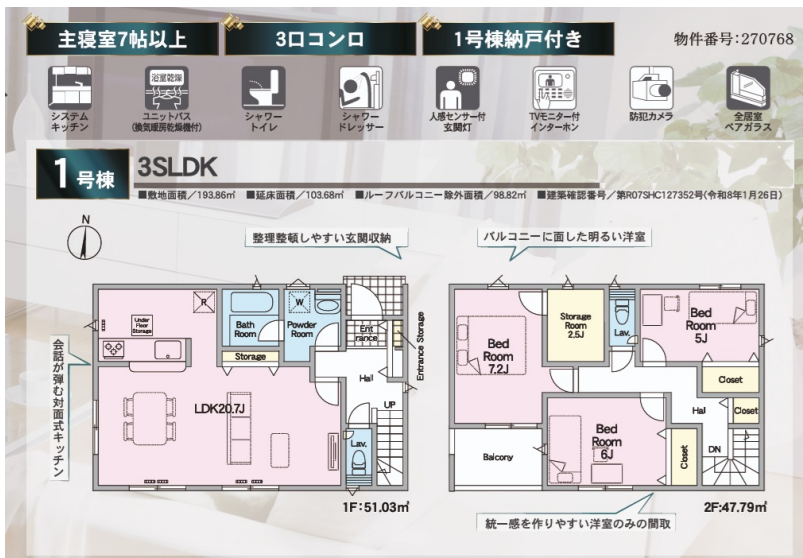 主寝室7帖以上
3口コンロ
1号棟納戸付き
物件番号:270768
浴室乾燥
システム
キッチン
ユニットバス
(換気暖房乾燥機付)
シャワー
トイレ
シャワー
ドレッサー
人感センサー付
玄関灯
TVモニター付
インターホン
防犯カメラ
全居室
ペアガラス
1号棟
3SLDK
■敷地面積/193.86㎡ ■延床面積/103.68㎡ ■ルーフバルコニー除外面積/98.82㎡ ■建築確認番号/第R07SHC127352号(令和8年1月26日)
N
整理整頓しやすい玄関収納
バルコニーに面した明るい洋室
会話が弾む対面式キッチン
Under
Floor
Storage
R
Bath
Room
W
Powder
Room
Storage
Ent
rance
Entrance Storage
Hall
UP
LDK20.7J
Lav.
1F:51.03㎡
Bed
Room
7.2J
Storage
Room
2.5J
Lav.
Bed
Room
5J
Closet
Hal
Closet
Balcony
Bed
Room
6J
Closet
DN
2F:47.79㎡
統一感を作りやすい洋室のみの間取